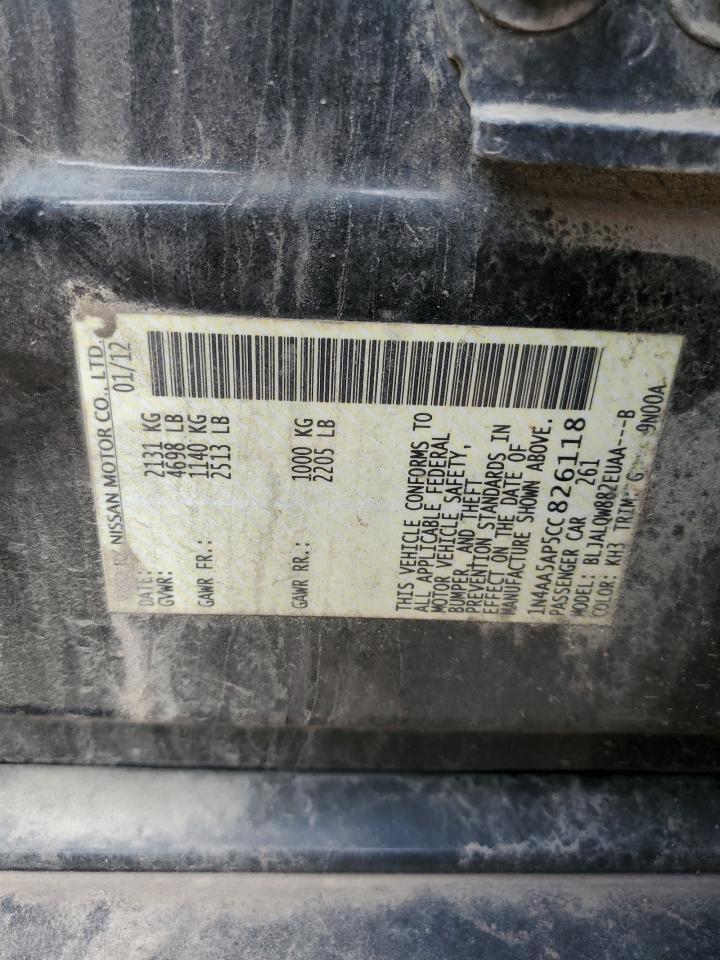 NISSAN MOTOR CO., LTD.
DATE: 01/12
GVWR: 2131 KG
4698 LB
GAWR FR.: 1140 KG
2513 LB
GAWR RR.: 1000 KG
2205 LB
THIS VEHICLE CONFORMS TO
ALL APPLICABLE FEDERAL
MOTOR VEHICLE SAFETY,
BUMPER, AND THEFT
PREVENTION STANDARDS IN
EFFECT ON THE DATE OF
MANUFACTURE SHOWN ABOVE.
1N4AA5AP5CC826118
PASSENGER CAR 261
MODEL: BLJALQW882EUAA---B
COLOR: KH3 TRIM: G 9N00A